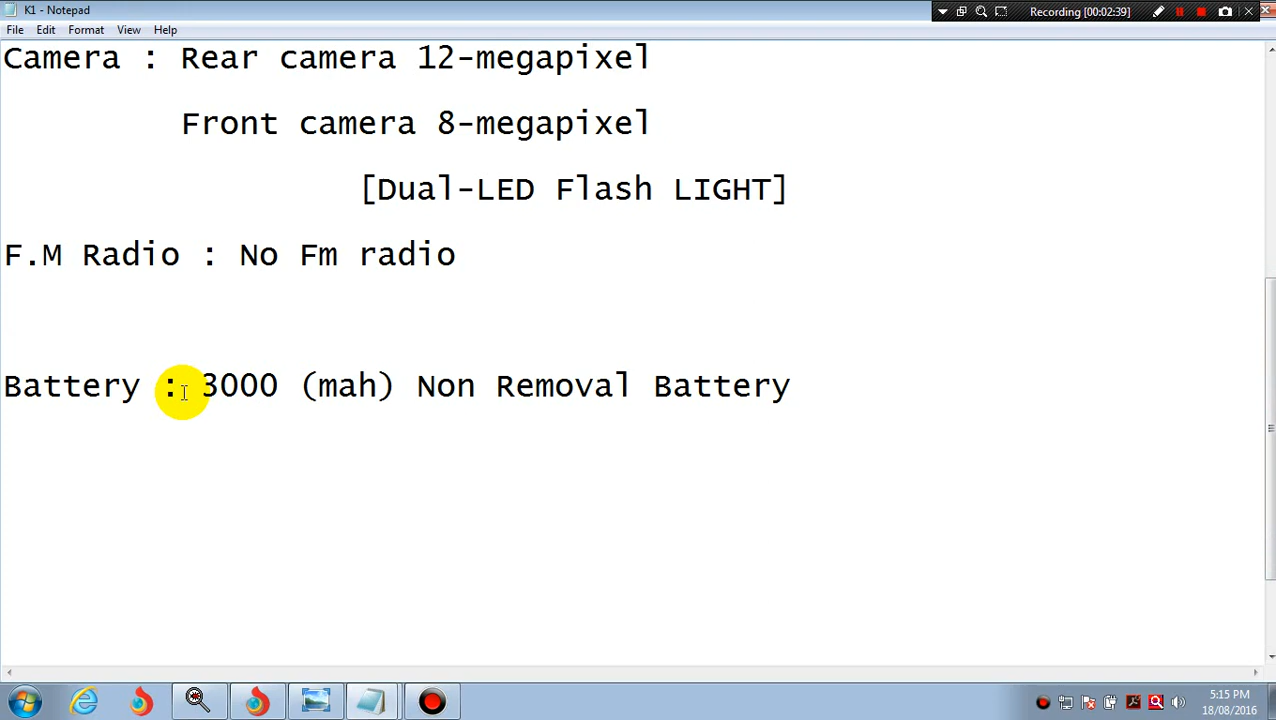 K1 - Notepad
Recording [00:02:39]
File Edit Format View Help
Camera : Rear camera 12-megapixel
Front camera 8-megapixel
[Dual-LED Flash LIGHT]
F.M Radio : No Fm radio
Battery : 3000 (mah) Non Removal Battery
5:15 PM
18/08/2016